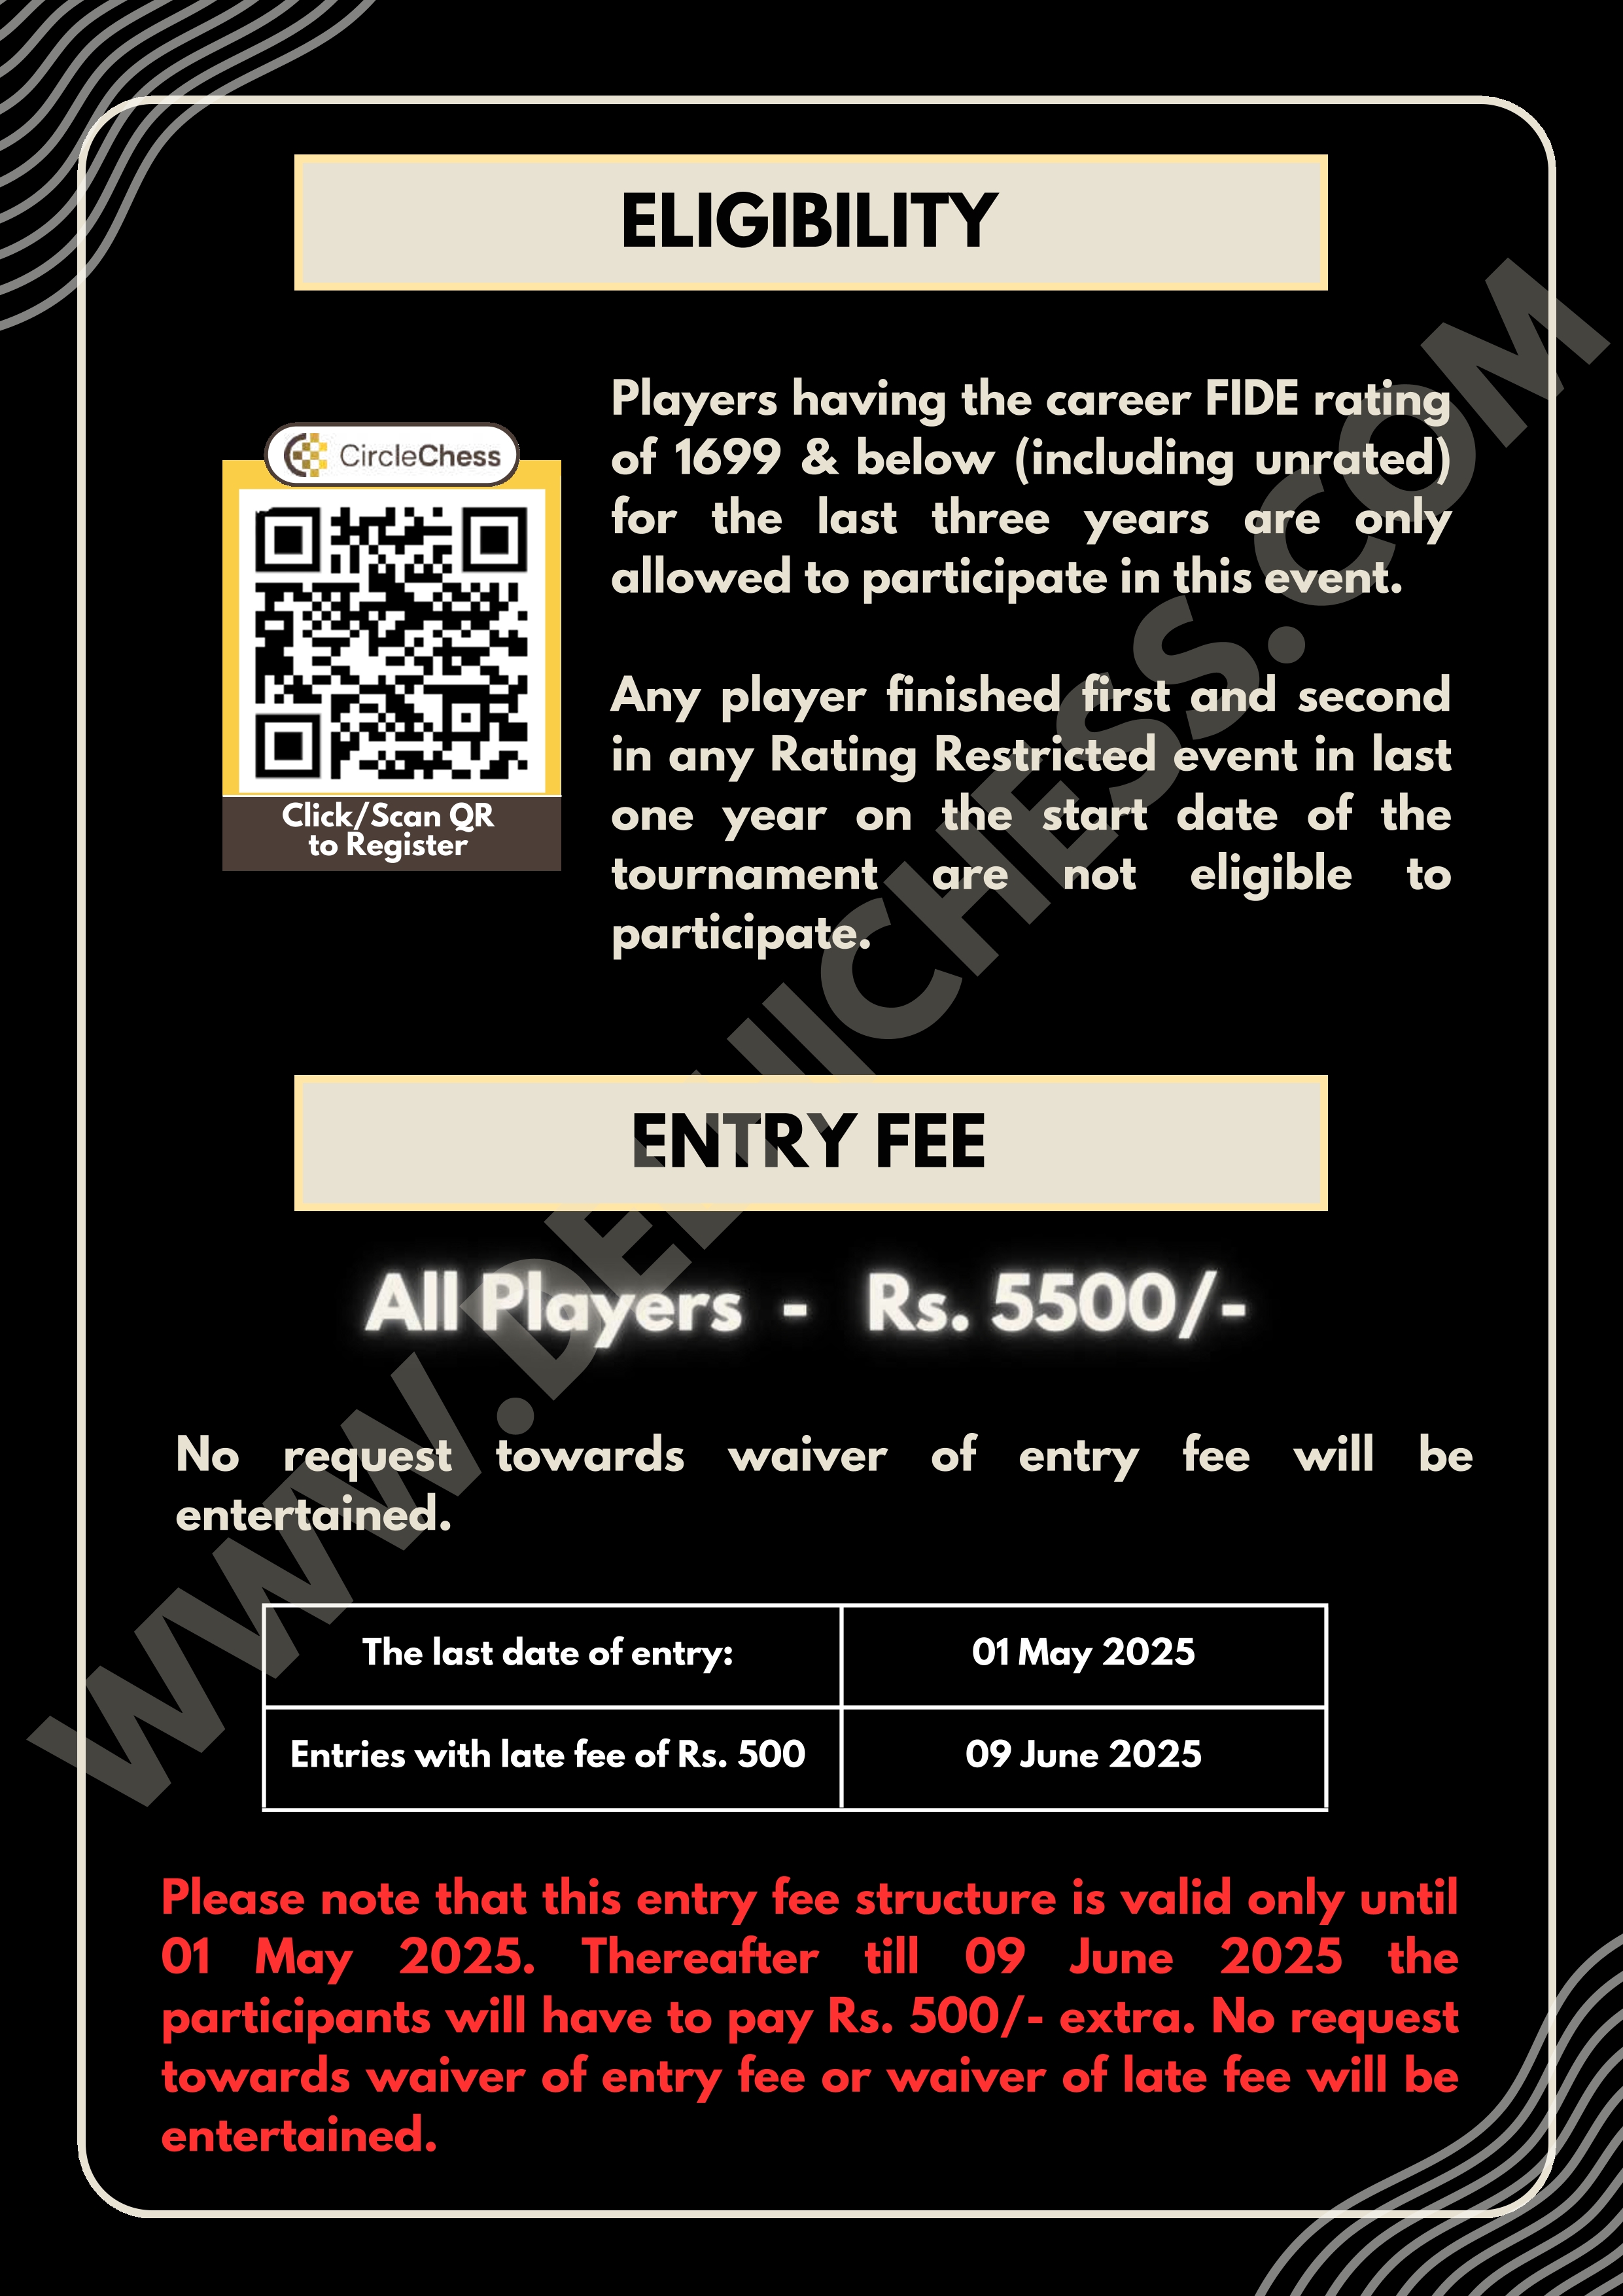 ELIGIBILITY
CircleChess
Click/Scan QR
to Register
Players having the career FIDE rating
of 1699 & below (including unrated)
for the last three years are only
allowed to participate in this event.
Any player finished first and second
in any Rating Restricted event in last
one year on the start date of the
tournament are not eligible to
participate.
ENTRY FEE
All Players - Rs. 5500/-
No request towards waiver of entry fee will be
entertained.
The last date of entry: 01 May 2025
Entries with late fee of Rs. 500 09 June 2025
Please note that this entry fee structure is valid only until
01 May 2025. Thereafter till 09 June 2025 the
participants will have to pay Rs. 500/- extra. No request
towards waiver of entry fee or waiver of late fee will be
entertained.
WWW.DELHICHESS.COM